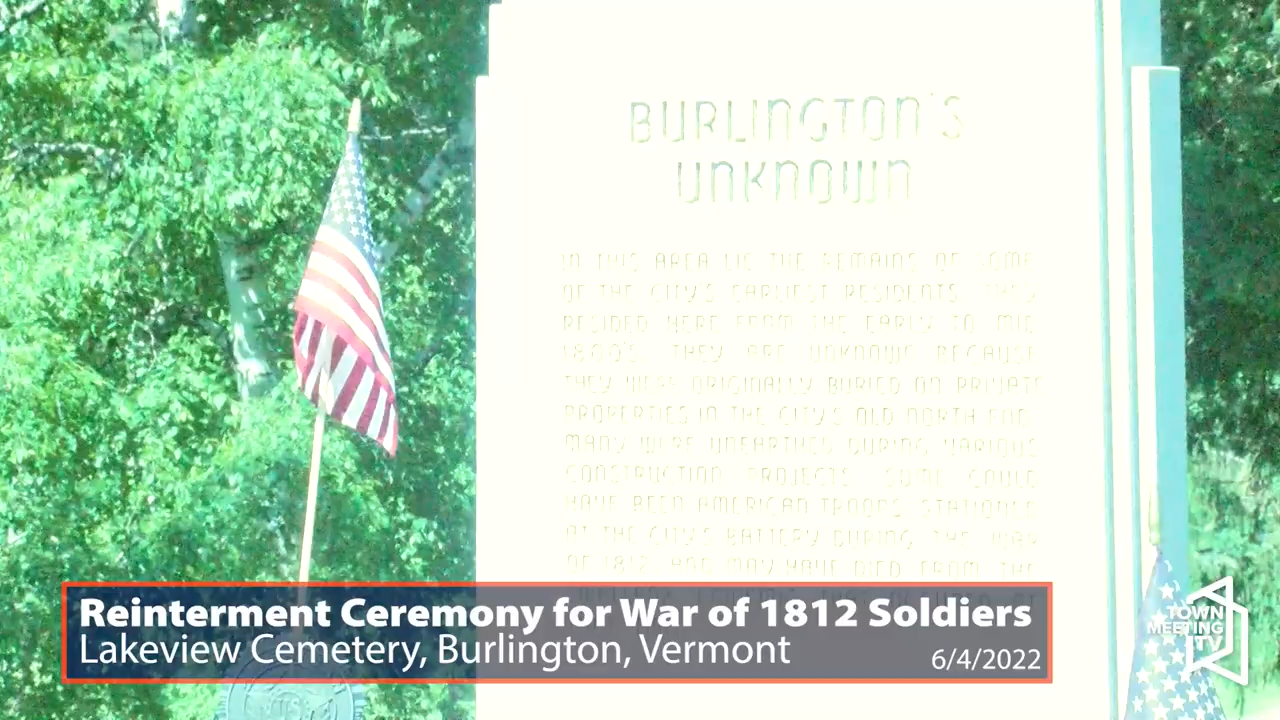 BURLINGTON'S
UNKNOWN
IN THIS AREA LIE THE REMAINS OF SOME
OF THE CITY'S EARLIEST RESIDENTS. THEY
RESIDED HERE FROM THE EARLY TO MID
1800'S. THEY ARE UNKNOWN BECAUSE
THEY WERE ORIGINALLY BURIED ON PRIVATE
PROPERTIES IN THE CITY'S OLD NORTH END.
MANY WERE UNEARTHED DURING VARIOUS
CONSTRUCTION PROJECTS. SOME COULD
HAVE BEEN AMERICAN TROOPS STATIONED
AT THE CITY'S BATTERY DURING THE WAR
OF 1812 AND MAY HAVE DIED FROM THE
Reinterment Ceremony for War of 1812 Soldiers
Lakeview Cemetery, Burlington, Vermont
6/4/2022
TOWN
MEETING
TV